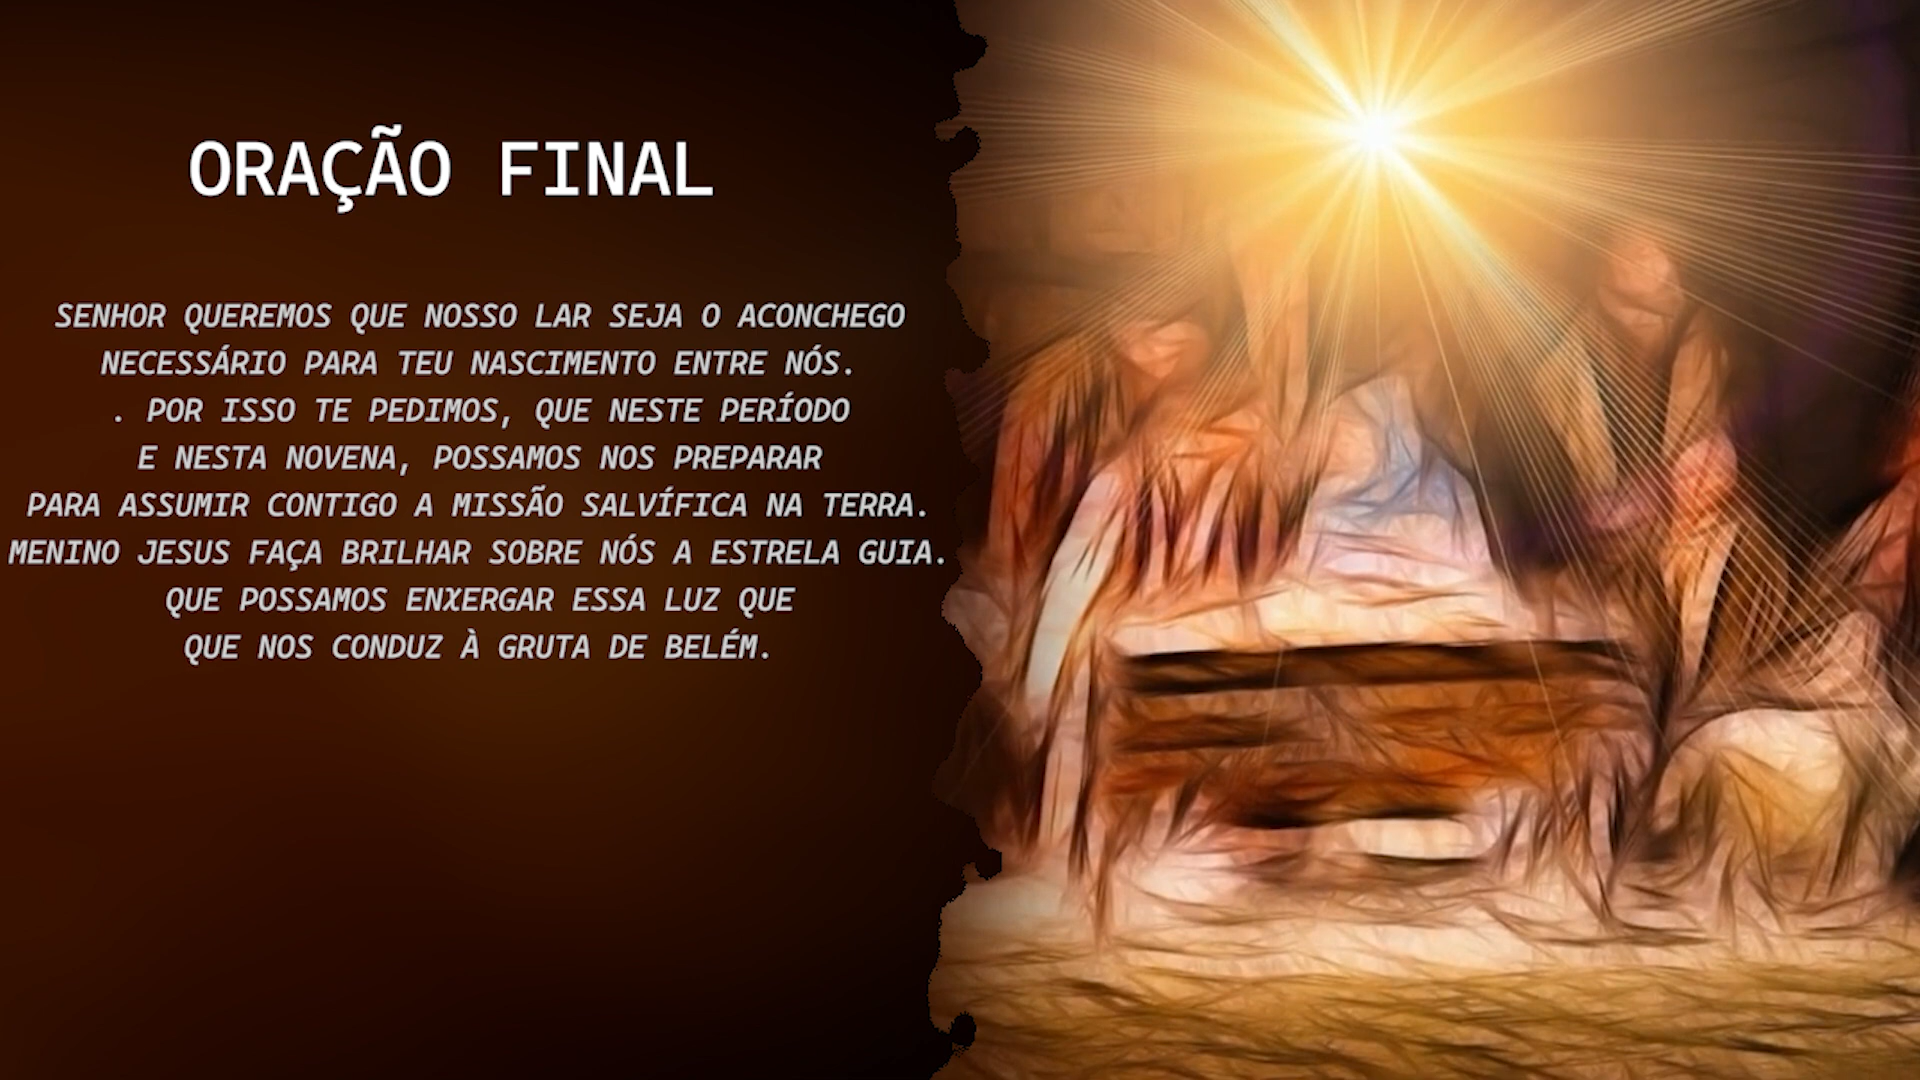 ORAÇÃO FINAL
SENHOR QUEREMOS QUE NOSSO LAR SEJA O ACONCHEGO
NECESSÁRIO PARA TEU NASCIMENTO ENTRE NÓS.
. POR ISSO TE PEDIMOS, QUE NESTE PERÍODO
E NESTA NOVENA, POSSAMOS NOS PREPARAR
PARA ASSUMIR CONTIGO A MISSÃO SALVÍFICA NA TERRA.
MENINO JESUS FAÇA BRILHAR SOBRE NÓS A ESTRELA GUIA.
QUE POSSAMOS ENXERGAR ESSA LUZ QUE
QUE NOS CONDUZ À GRUTA DE BELÉM.